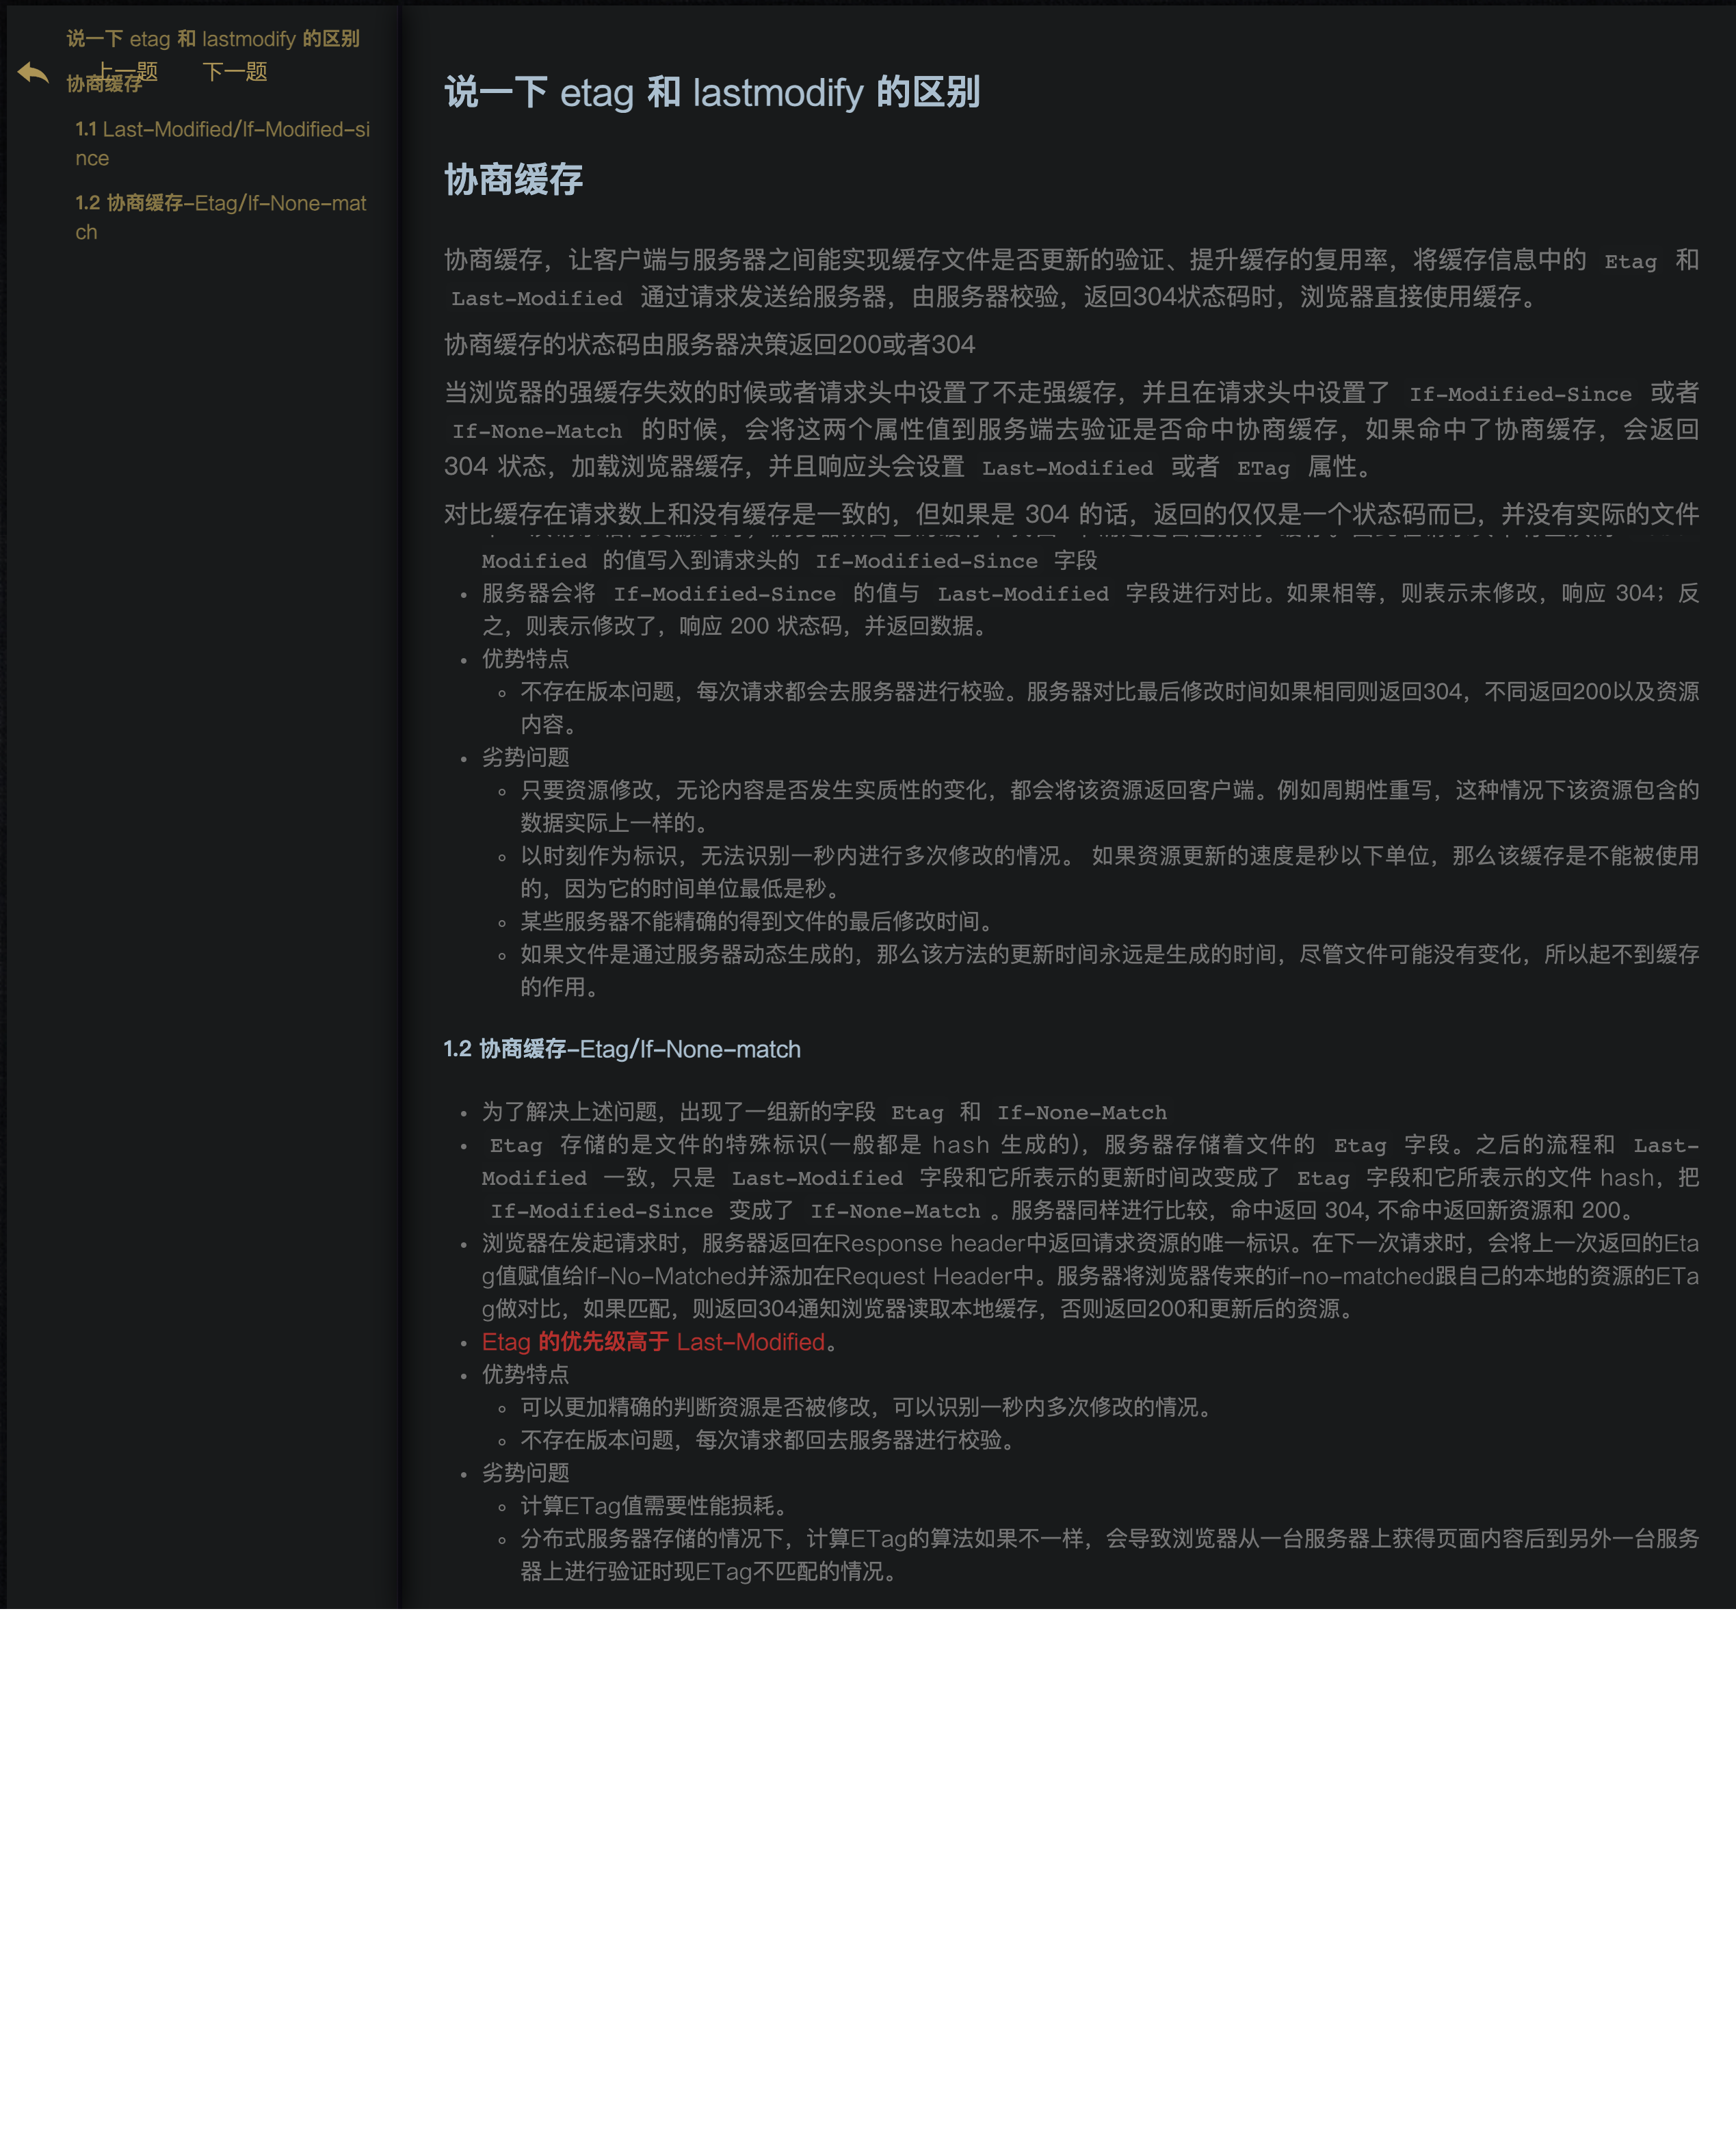 说一下 etag 和 lastmodify 的区别
上一题 下一题
协商缓存
1.1 Last-Modified/If-Modified-si
nce
1.2 协商缓存-Etag/If-None-mat
ch
说一下 etag 和 lastmodify 的区别
协商缓存
协商缓存，让客户端与服务器之间能实现缓存文件是否更新的验证、提升缓存的复用率，将缓存信息中的 Etag 和
Last-Modified 通过请求发送给服务器，由服务器校验，返回304状态码时，浏览器直接使用缓存。
协商缓存的状态码由服务器决策返回200或者304
当浏览器的强缓存失效的时候或者请求头中设置了不走强缓存，并且在请求头中设置了 If-Modified-Since 或者
If-None-Match 的时候，会将这两个属性值到服务端去验证是否命中协商缓存，如果命中了协商缓存，会返回
304 状态，加载浏览器缓存，并且响应头会设置 Last-Modified 或者 ETag 属性。
对比缓存在请求数上和没有缓存是一致的，但如果是 304 的话，返回的仅仅是一个状态码而已，并没有实际的文件
Modified 的值写入到请求头的 If-Modified-Since 字段
• 服务器会将 If-Modified-Since 的值与 Last-Modified 字段进行对比。如果相等，则表示未修改，响应 304；反
之，则表示修改了，响应 200 状态码，并返回数据。
• 优势特点
◦ 不存在版本问题，每次请求都会去服务器进行校验。服务器对比最后修改时间如果相同则返回304，不同返回200以及资源
内容。
• 劣势问题
◦ 只要资源修改，无论内容是否发生实质性的变化，都会将该资源返回客户端。例如周期性重写，这种情况下该资源包含的
数据实际上一样的。
◦ 以时刻作为标识，无法识别一秒内进行多次修改的情况。 如果资源更新的速度是秒以下单位，那么该缓存是不能被使用
的，因为它的时间单位最低是秒。
◦ 某些服务器不能精确的得到文件的最后修改时间。
◦ 如果文件是通过服务器动态生成的，那么该方法的更新时间永远是生成的时间，尽管文件可能没有变化，所以起不到缓存
的作用。
1.2 协商缓存-Etag/If-None-match
• 为了解决上述问题，出现了一组新的字段 Etag 和 If-None-Match
• Etag 存储的是文件的特殊标识(一般都是 hash 生成的)，服务器存储着文件的 Etag 字段。之后的流程和 Last-
Modified 一致，只是 Last-Modified 字段和它所表示的更新时间改变成了 Etag 字段和它所表示的文件 hash，把
If-Modified-Since 变成了 If-None-Match 。服务器同样进行比较，命中返回 304, 不命中返回新资源和 200。
• 浏览器在发起请求时，服务器返回在Response header中返回请求资源的唯一标识。在下一次请求时，会将上一次返回的Eta
g值赋值给If-No-Matched并添加在Request Header中。服务器将浏览器传来的if-no-matched跟自己的本地的资源的ETa
g做对比，如果匹配，则返回304通知浏览器读取本地缓存，否则返回200和更新后的资源。
• Etag 的优先级高于 Last-Modified。
• 优势特点
◦ 可以更加精确的判断资源是否被修改，可以识别一秒内多次修改的情况。
◦ 不存在版本问题，每次请求都回去服务器进行校验。
• 劣势问题
◦ 计算ETag值需要性能损耗。
◦ 分布式服务器存储的情况下，计算ETag的算法如果不一样，会导致浏览器从一台服务器上获得页面内容后到另外一台服务
器上进行验证时现ETag不匹配的情况。